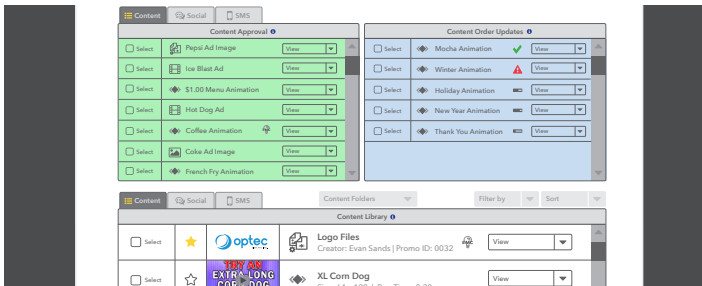 Content Social SMS
Content Approval
Select Pepsi Ad Image View
Select Ice Blast Ad View
Select $1.00 Menu Animation View
Select Hot Dog Ad View
Select Coffee Animation View
Select Coke Ad Image View
Select French Fry Animation View
Content Order Updates
Select Mocha Animation View
Select Winter Animation View
Select Holiday Animation View
Select New Year Animation View
Select Thank You Animation View
Content Social SMS Content Folders Filter by Sort
Content Library
Select optec Logo Files View
Creator: Evan Sands | Promo ID: 0032
Select TRY AN XL Corn Dog View
EXTRA-LONG
CORN DOG